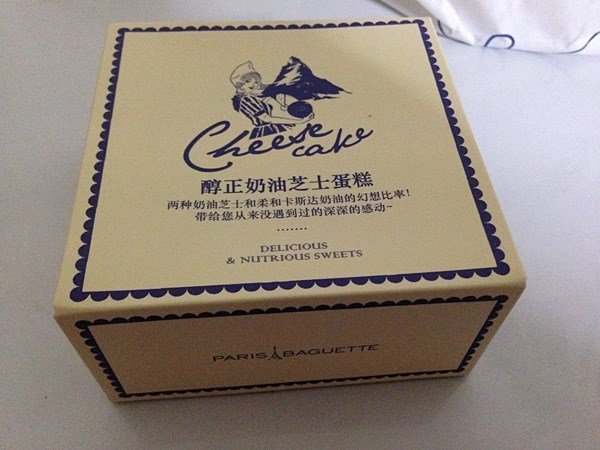 Cheese
cake
醇正奶油芝士蛋糕
两种奶油芝士和柔和卡斯达奶油的幻想比率!
带给您从来没遇到过的深深的感动~
.......
DELICIOUS
& NUTRIOUS SWEETS
PARIS BAGUETTE